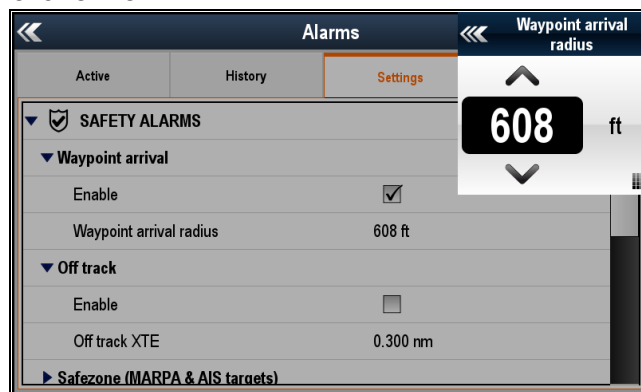 Alarms
Waypoint arrival
radius
Active
History
Settings
608 ft
SAFETY ALARMS
Waypoint arrival
Enable
Waypoint arrival radius 608 ft
Off track
Enable
Off track XTE 0.300 nm
Safezone (MARPA & AIS targets)